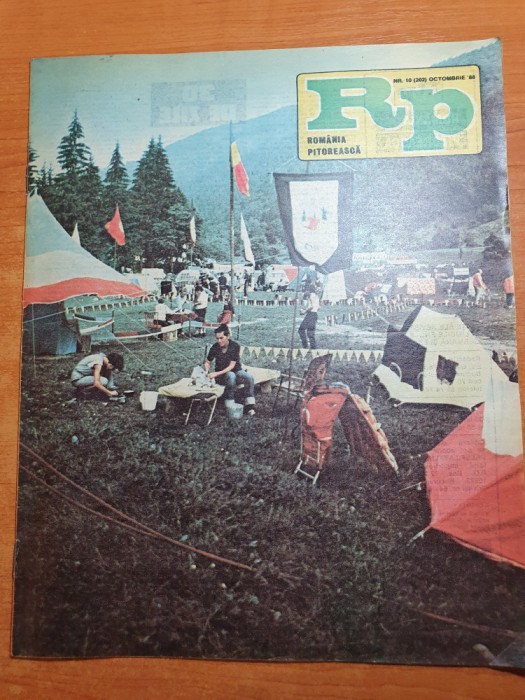 NR. 10 (202) OCTOMBRIE '88
Rp
ROMÂNIA
PITOREASCĂ